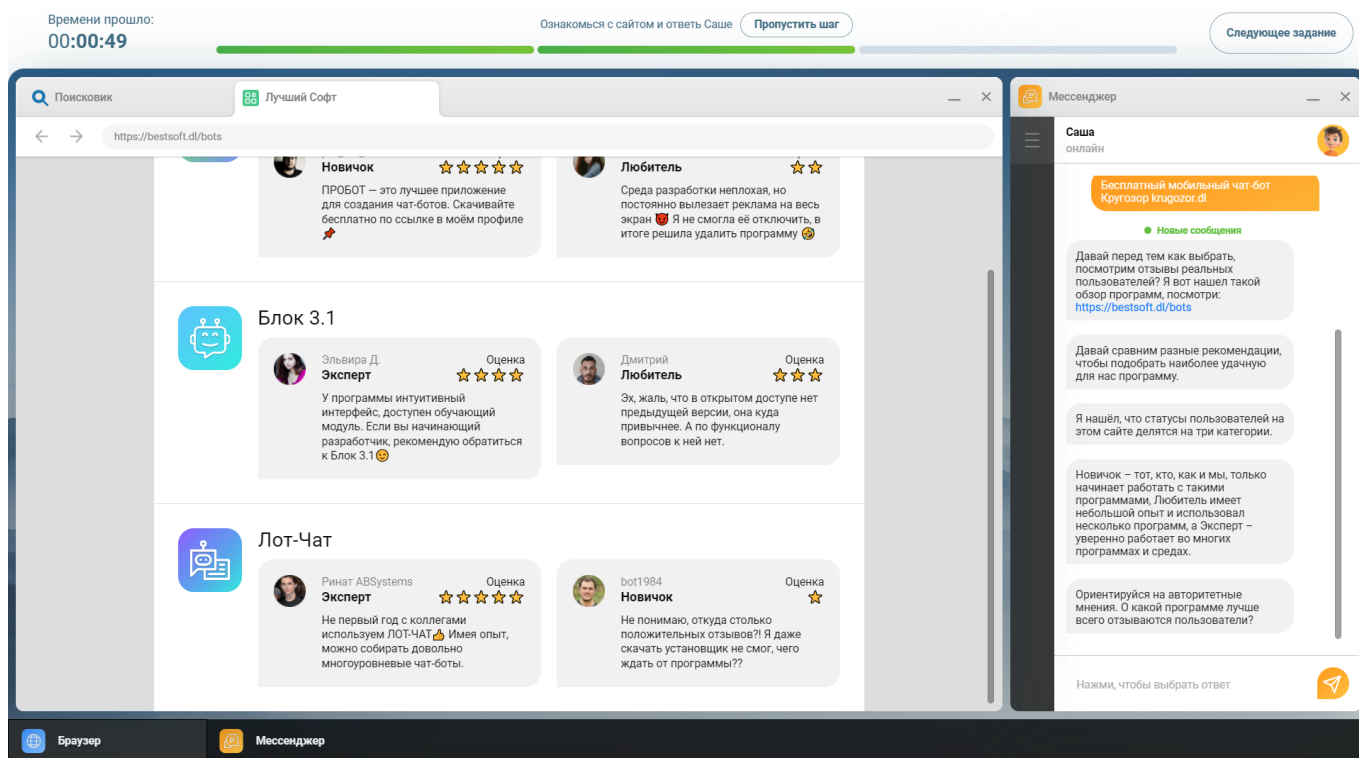 Времени прошло:
00:00:49
Ознакомься с сайтом и ответь Саше
Пропустить шаг
Следующее задание
Поисковик
Лучший Софт
https://bestsoft.dl/bots
Новичок
ПРОБОТ — это лучшее приложение
для создания чат-ботов. Скачивайте
бесплатно по ссылке в моём профиле
📌
Любитель
Среда разработки неплохая, но
постоянно вылезает реклама на весь
экран 👿 Я не смогла её отключить, в
итоге решила удалить программу 🤣
Блок 3.1
Эльвира Д.
Оценка
Эксперт
У программы интуитивный
интерфейс, доступен обучающий
модуль. Если вы начинающий
разработчик, рекомендую обратиться
к Блок 3.1😉
Дмитрий
Оценка
Любитель
Эх, жаль, что в открытом доступе нет
предыдущей версии, она куда
привычнее. А по функционалу
вопросов к ней нет.
Лот-Чат
Ринат ABSystems
Оценка
Эксперт
Не первый год с коллегами
используем ЛОТ-ЧАТ👍 Имея опыт,
можно собирать довольно
многоуровневые чат-боты.
bot1984
Оценка
Новичок
Не понимаю, откуда столько
положительных отзывов?! Я даже
скачать установщик не смог, чего
ждать от программы??
Мессенджер
Саша
онлайн
Бесплатный мобильный чат-бот
Кругозор krugozor.dl
Новые сообщения
Давай перед тем как выбрать,
посмотрим отзывы реальных
пользователей? Я вот нашел такой
обзор программ, посмотри:
https://bestsoft.dl/bots
Давай сравним разные рекомендации,
чтобы подобрать наиболее удачную
для нас программу.
Я нашёл, что статусы пользователей на
этом сайте делятся на три категории.
Новичок – тот, кто, как и мы, только
начинает работать с такими
программами, Любитель имеет
небольшой опыт и использовал
несколько программ, а Эксперт –
уверенно работает во многих
программах и средах.
Ориентируйся на авторитетные
мнения. О какой программе лучше
всего отзываются пользователи?
Нажми, чтобы выбрать ответ
Браузер
Мессенджер